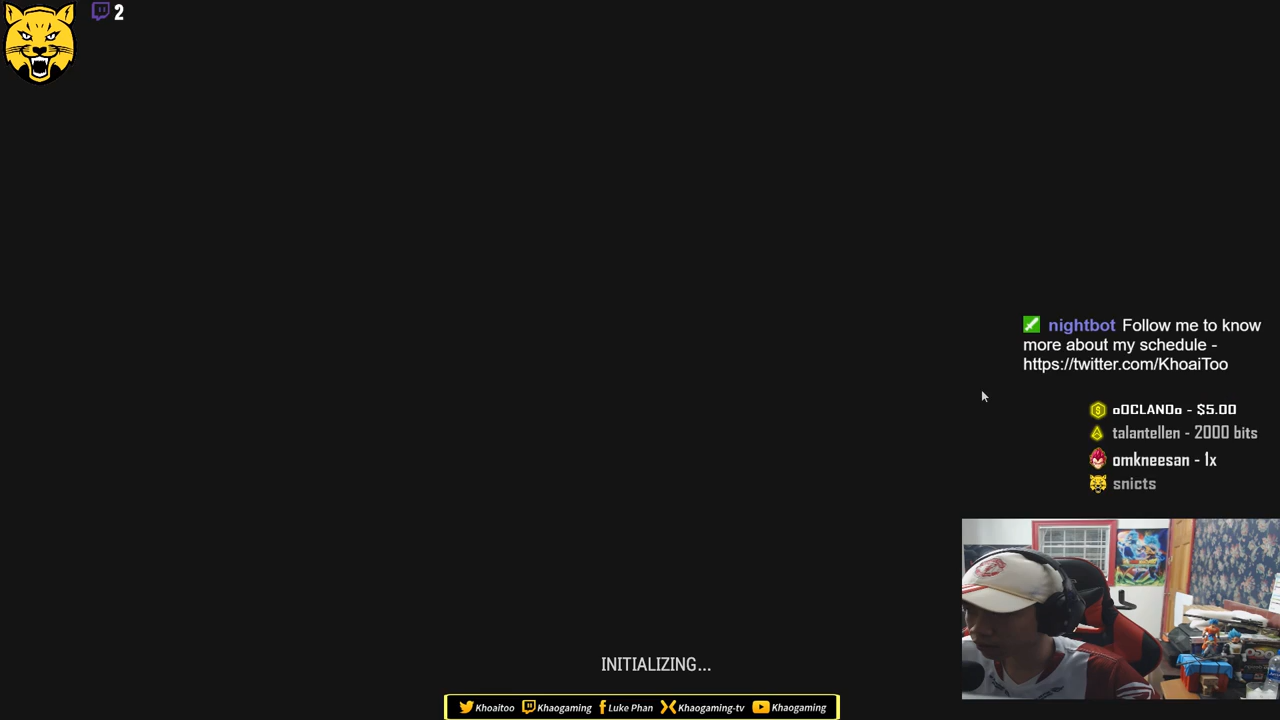 2
nightbot Follow me to know
more about my schedule -
https://twitter.com/KhoaiToo
oOCLANOo - $5.00
talantellen - 2000 bits
omkneesan - 1x
snicts
INITIALIZING...
Khoaitoo Khaogaming Luke Phan Khaogaming-tv Khaogaming